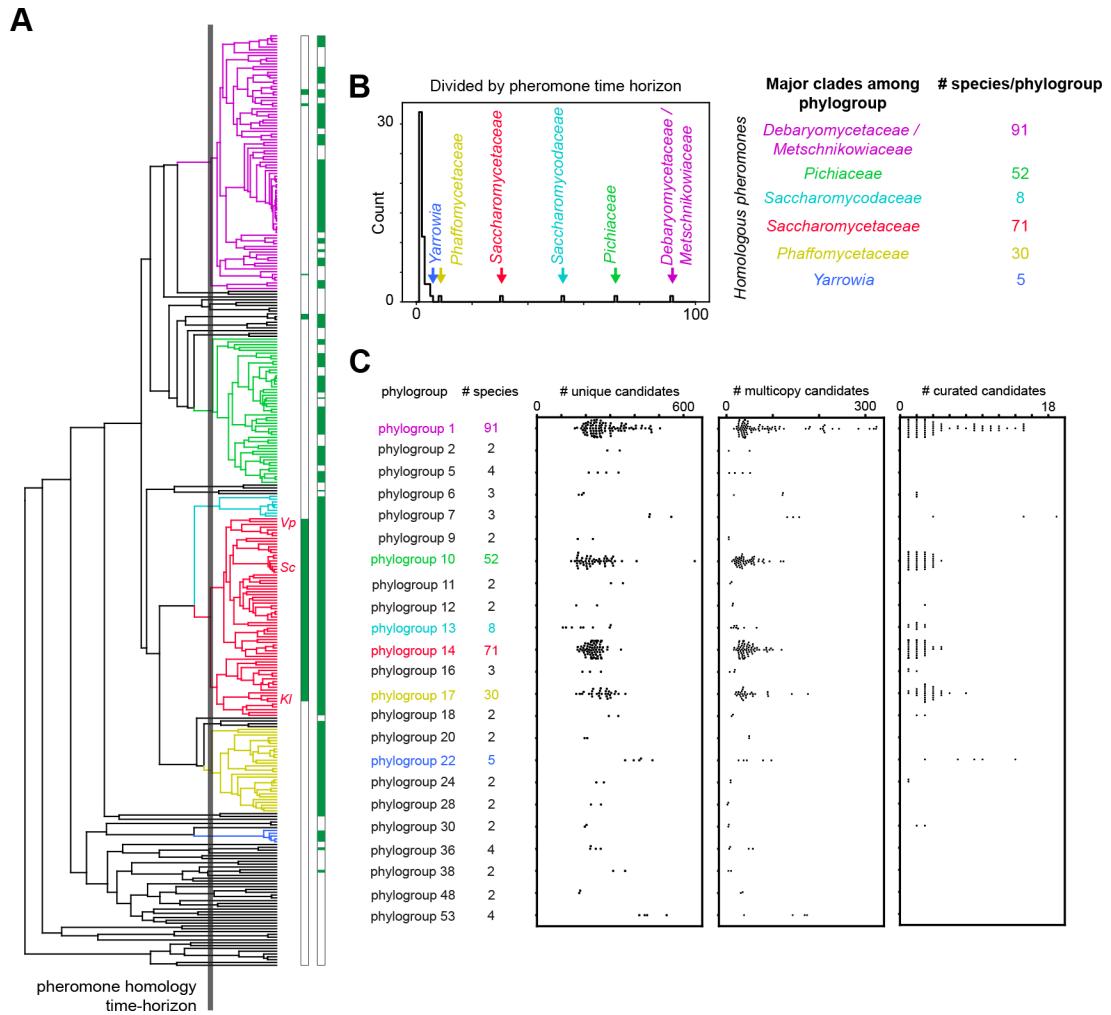 A
Vp
Sc
Kl
pheromone homology
time-horizon
B
Divided by pheromone time horizon
Count
30
0
0
100
Yarrowia
Phaffomycetaceae
Saccharomycetaceae
Saccharomycodaceae
Pichiaceae
Debaryomycetaceae /
Metschnikowiaceae
Homologous pheromones
Major clades among
phylogroup
# species/phylogroup
Debaryomycetaceae /
Metschnikowiaceae
91
Pichiaceae 52
Saccharomycodaceae 8
Saccharomycetaceae 71
Phaffomycetaceae 30
Yarrowia 5
C
phylogroup # species # unique candidates # multicopy candidates # curated candidates
0 600 0 300 0 18
phylogroup 1 91
phylogroup 2 2
phylogroup 5 4
phylogroup 6 3
phylogroup 7 3
phylogroup 9 2
phylogroup 10 52
phylogroup 11 2
phylogroup 12 2
phylogroup 13 8
phylogroup 14 71
phylogroup 16 3
phylogroup 17 30
phylogroup 18 2
phylogroup 20 2
phylogroup 22 5
phylogroup 24 2
phylogroup 28 2
phylogroup 30 2
phylogroup 36 4
phylogroup 38 2
phylogroup 48 2
phylogroup 53 4